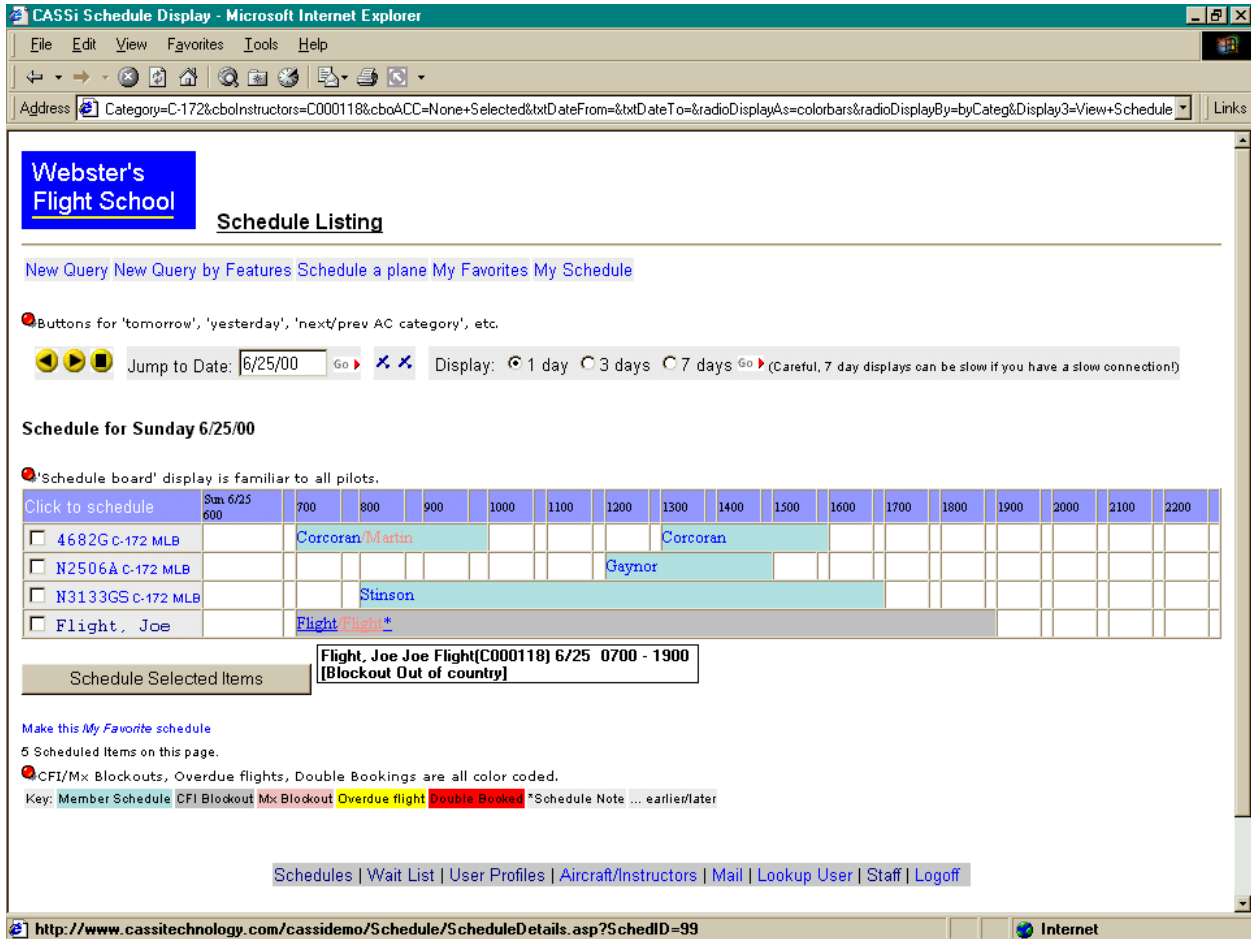 CASSi Schedule Display - Microsoft Internet Explorer
File Edit View Favorites Tools Help
Address Category=C-172&cboInstructors=C000118&cboACC=None+Selected&txtDateFrom=&txtDateTo=&radioDisplayAs=colorbars&radioDisplayBy=byCateg&Display3=View+Schedule Links
Webster's
Flight School
Schedule Listing
New Query New Query by Features Schedule a plane My Favorites My Schedule
Buttons for 'tomorrow', 'yesterday', 'next/prev AC category', etc.
Jump to Date: 6/25/00 Go Display: 1 day 3 days 7 days Go (Careful, 7 day displays can be slow if you have a slow connection!)
Schedule for Sunday 6/25/00
'Schedule board' display is familiar to all pilots.
Click to schedule Sun 6/25 600 700 800 900 1000 1100 1200 1300 1400 1500 1600 1700 1800 1900 2000 2100 2200
4682G C-172 MLB Corcoran/Martin Corcoran
N2506A C-172 MLB Gaynor
N3133GS C-172 MLB Stinson
Flight, Joe Flight/Flight*
Flight, Joe Joe Flight(C000118) 6/25 0700 - 1900
[Blockout Out of country]
Schedule Selected Items
Make this My Favorite schedule
5 Scheduled Items on this page.
CFI/Mx Blockouts, Overdue flights, Double Bookings are all color coded.
Key: Member Schedule CFI Blockout Mx Blockout Overdue flight Double Booked *Schedule Note ... earlier/later
Schedules | Wait List | User Profiles | Aircraft/Instructors | Mail | Lookup User | Staff | Logoff
http://www.cassitechnology.com/cassidemo/Schedule/ScheduleDetails.asp?SchedID=99 Internet